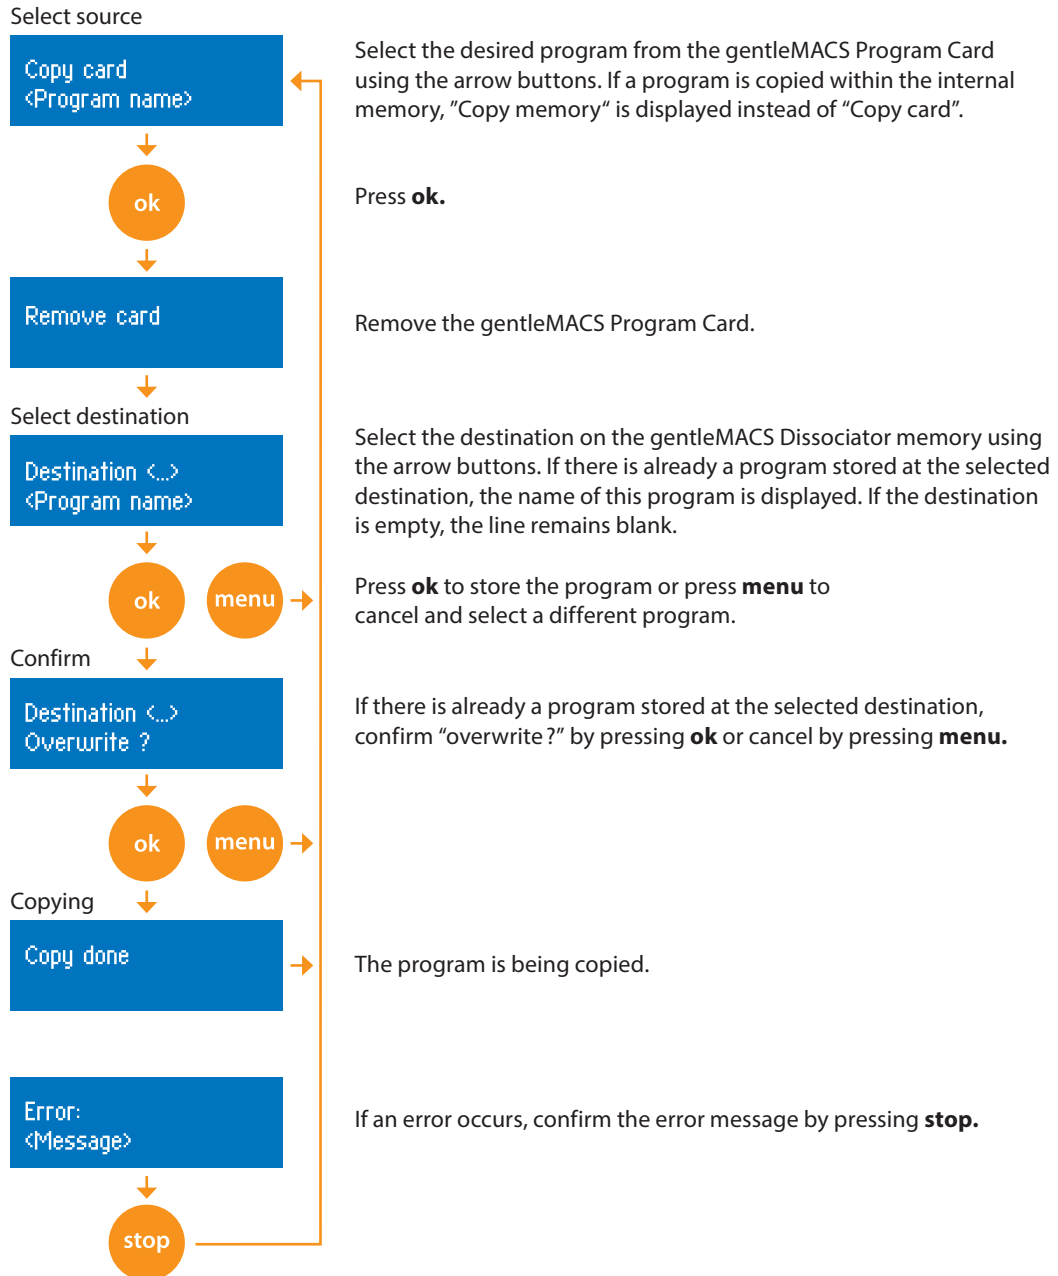 Select source
Copy card
<Program name>
Select the desired program from the gentleMACS Program Card
using the arrow buttons. If a program is copied within the internal
memory, ”Copy memory“ is displayed instead of “Copy card”.
ok
Press ok.
Remove card
Remove the gentleMACS Program Card.
Select destination
Destination <...>
<Program name>
Select the destination on the gentleMACS Dissociator memory using
the arrow buttons. If there is already a program stored at the selected
destination, the name of this program is displayed. If the destination
is empty, the line remains blank.
ok
menu
Press ok to store the program or press menu to
cancel and select a different program.
Confirm
Destination <...>
Overwrite ?
If there is already a program stored at the selected destination,
confirm “overwrite?” by pressing ok or cancel by pressing menu.
ok
menu
Copying
Copy done
The program is being copied.
Error:
<Message>
If an error occurs, confirm the error message by pressing stop.
stop